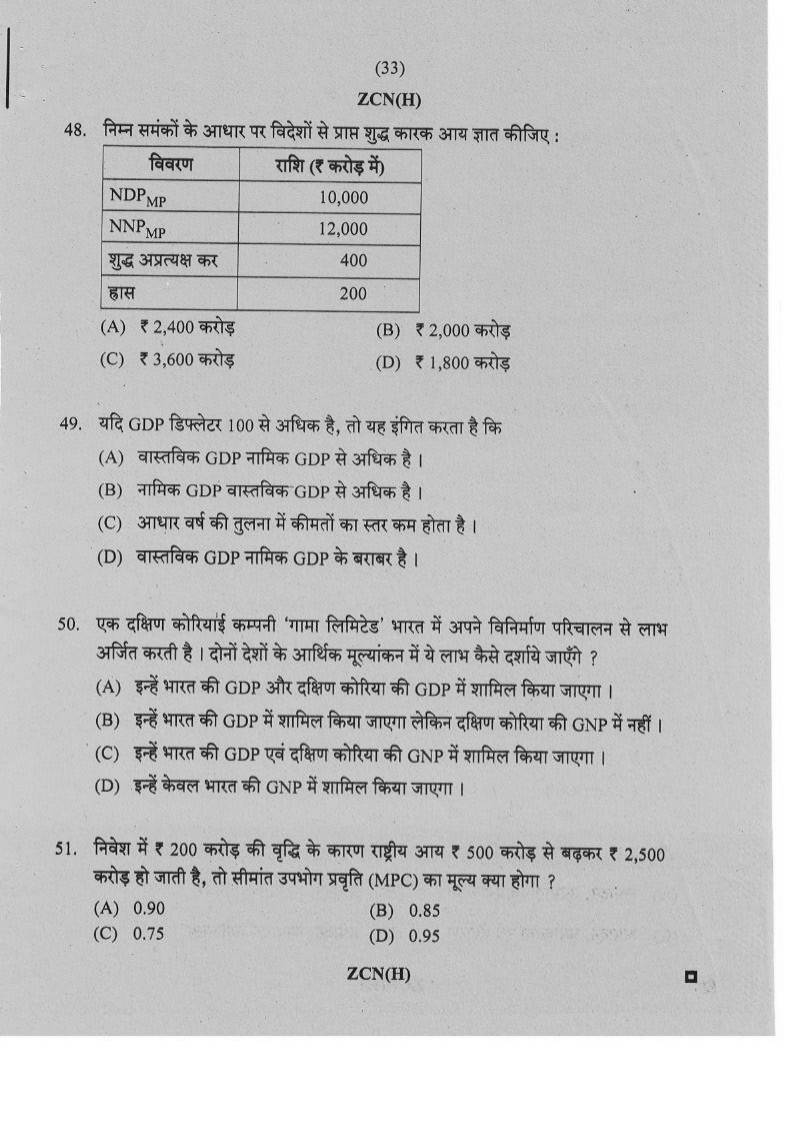 (33)
ZCN(H)
48. निम्न समंकों के आधार पर विदेशों से प्राप्त शुद्ध कारक आय ज्ञात कीजिए :
विवरण राशि (₹ करोड़ में)
NDP_MP 10,000
NNP_MP 12,000
शुद्ध अप्रत्यक्ष कर 400
ह्रास 200
(A) ₹ 2,400 करोड़ (B) ₹ 2,000 करोड़
(C) ₹ 3,600 करोड़ (D) ₹ 1,800 करोड़
49. यदि GDP डिफ्लेटर 100 से अधिक है, तो यह इंगित करता है कि
(A) वास्तविक GDP नामिक GDP से अधिक है ।
(B) नामिक GDP वास्तविक GDP से अधिक है ।
(C) आधार वर्ष की तुलना में कीमतों का स्तर कम होता है ।
(D) वास्तविक GDP नामिक GDP के बराबर है ।
50. एक दक्षिण कोरियाई कम्पनी ‘गामा लिमिटेड’ भारत में अपने विनिर्माण परिचालन से लाभ
अर्जित करती है । दोनों देशों के आर्थिक मूल्यांकन में ये लाभ कैसे दर्शाये जाएँगे ?
(A) इन्हें भारत की GDP और दक्षिण कोरिया की GDP में शामिल किया जाएगा ।
(B) इन्हें भारत की GDP में शामिल किया जाएगा लेकिन दक्षिण कोरिया की GNP में नहीं ।
(C) इन्हें भारत की GDP एवं दक्षिण कोरिया की GNP में शामिल किया जाएगा ।
(D) इन्हें केवल भारत की GNP में शामिल किया जाएगा ।
51. निवेश में ₹ 200 करोड़ की वृद्धि के कारण राष्ट्रीय आय ₹ 500 करोड़ से बढ़कर ₹ 2,500
करोड़ हो जाती है, तो सीमांत उपभोग प्रवृति (MPC) का मूल्य क्या होगा ?
(A) 0.90 (B) 0.85
(C) 0.75 (D) 0.95
ZCN(H)